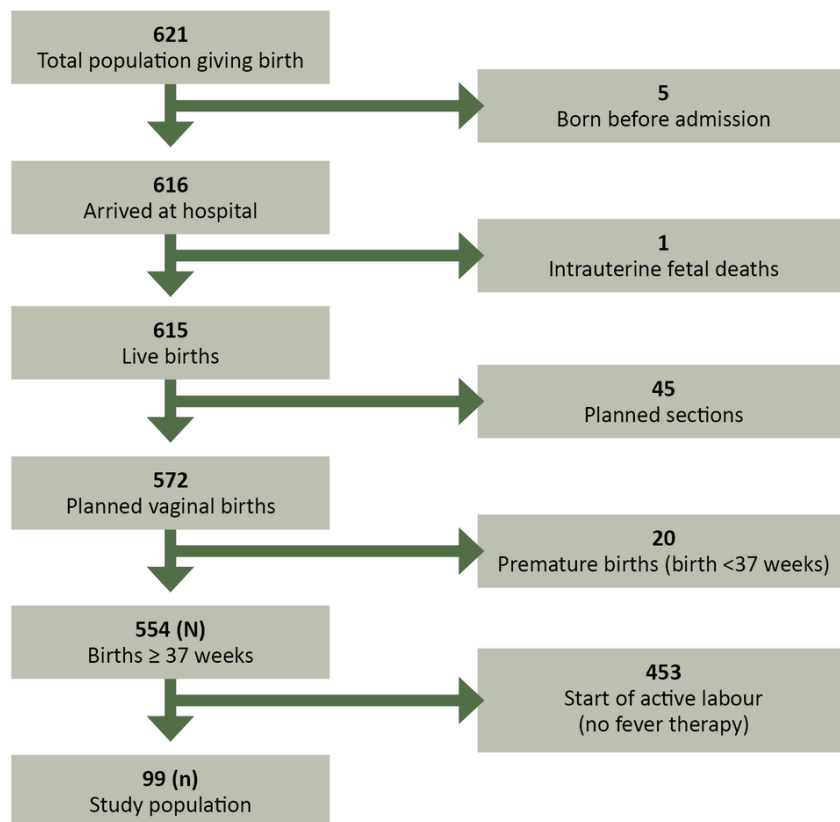 621
Total population giving birth
5
Born before admission
616
Arrived at hospital
1
Intrauterine fetal deaths
615
Live births
45
Planned sections
572
Planned vaginal births
20
Premature births (birth <37 weeks)
554 (N)
Births ≥ 37 weeks
453
Start of active labour
(no fever therapy)
99 (n)
Study population